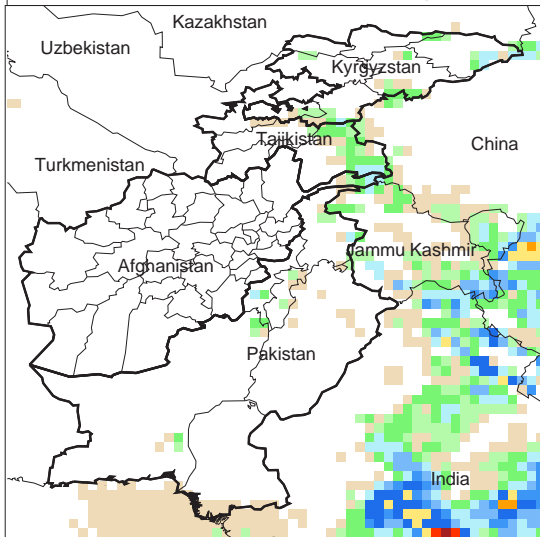 Kazakhstan
Uzbekistan
Kyrgyzstan
Tajikistan
China
Turkmenistan
Jammu Kashmir
Afghanistan
Pakistan
India